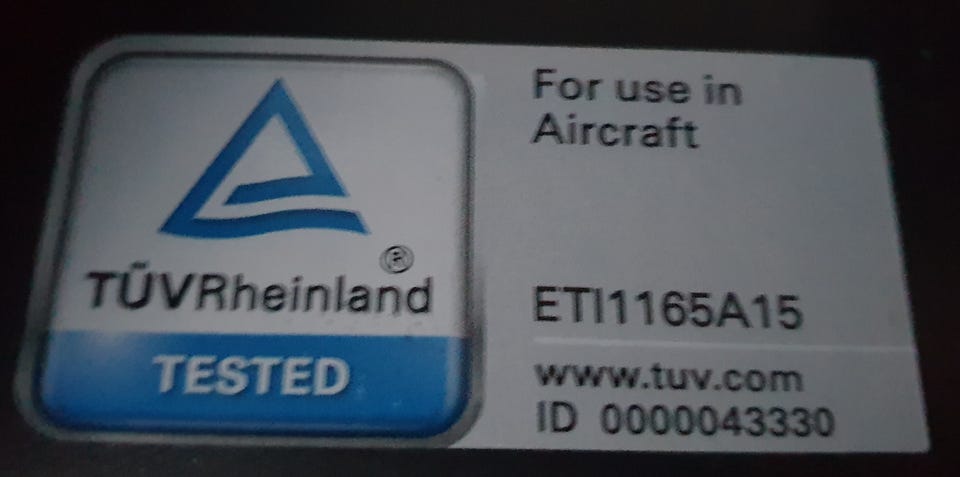 For use in
Aircraft
TÜVRheinland®
TESTED
ETI1165A15
www.tuv.com
ID 0000043330